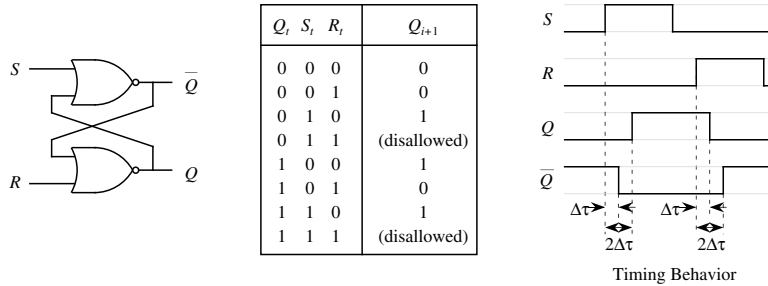 S
Q̅
R
Q
Qt St Rt Qi+1
0 0 0 0
0 0 1 0
0 1 0 1
0 1 1 (disallowed)
1 0 0 1
1 0 1 0
1 1 0 1
1 1 1 (disallowed)
S
R
Q
Q̅
Δτ Δτ
2Δτ 2Δτ
Timing Behavior